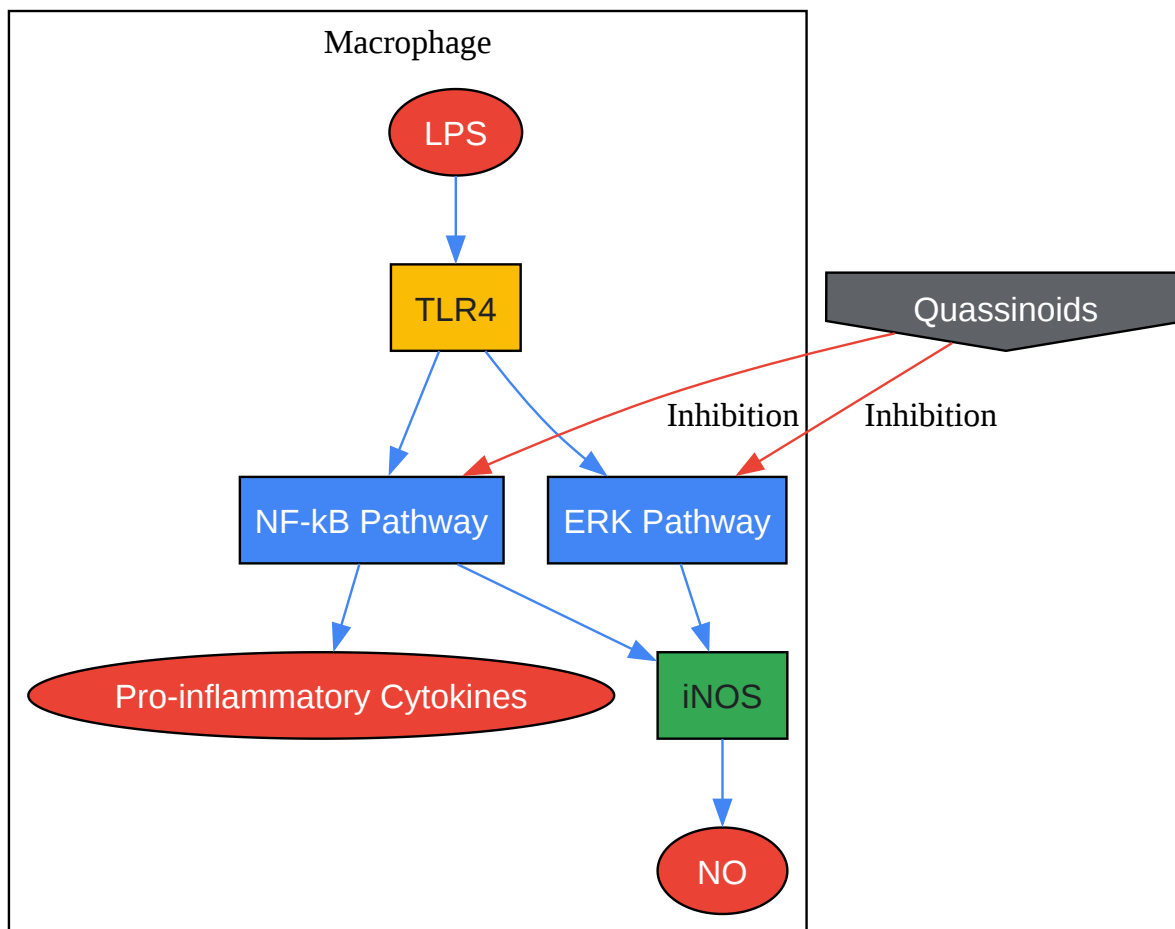 Macrophage
LPS
TLR4
Quassinoids
Inhibition
Inhibition
NF-kB Pathway
ERK Pathway
Pro-inflammatory Cytokines
iNOS
NO